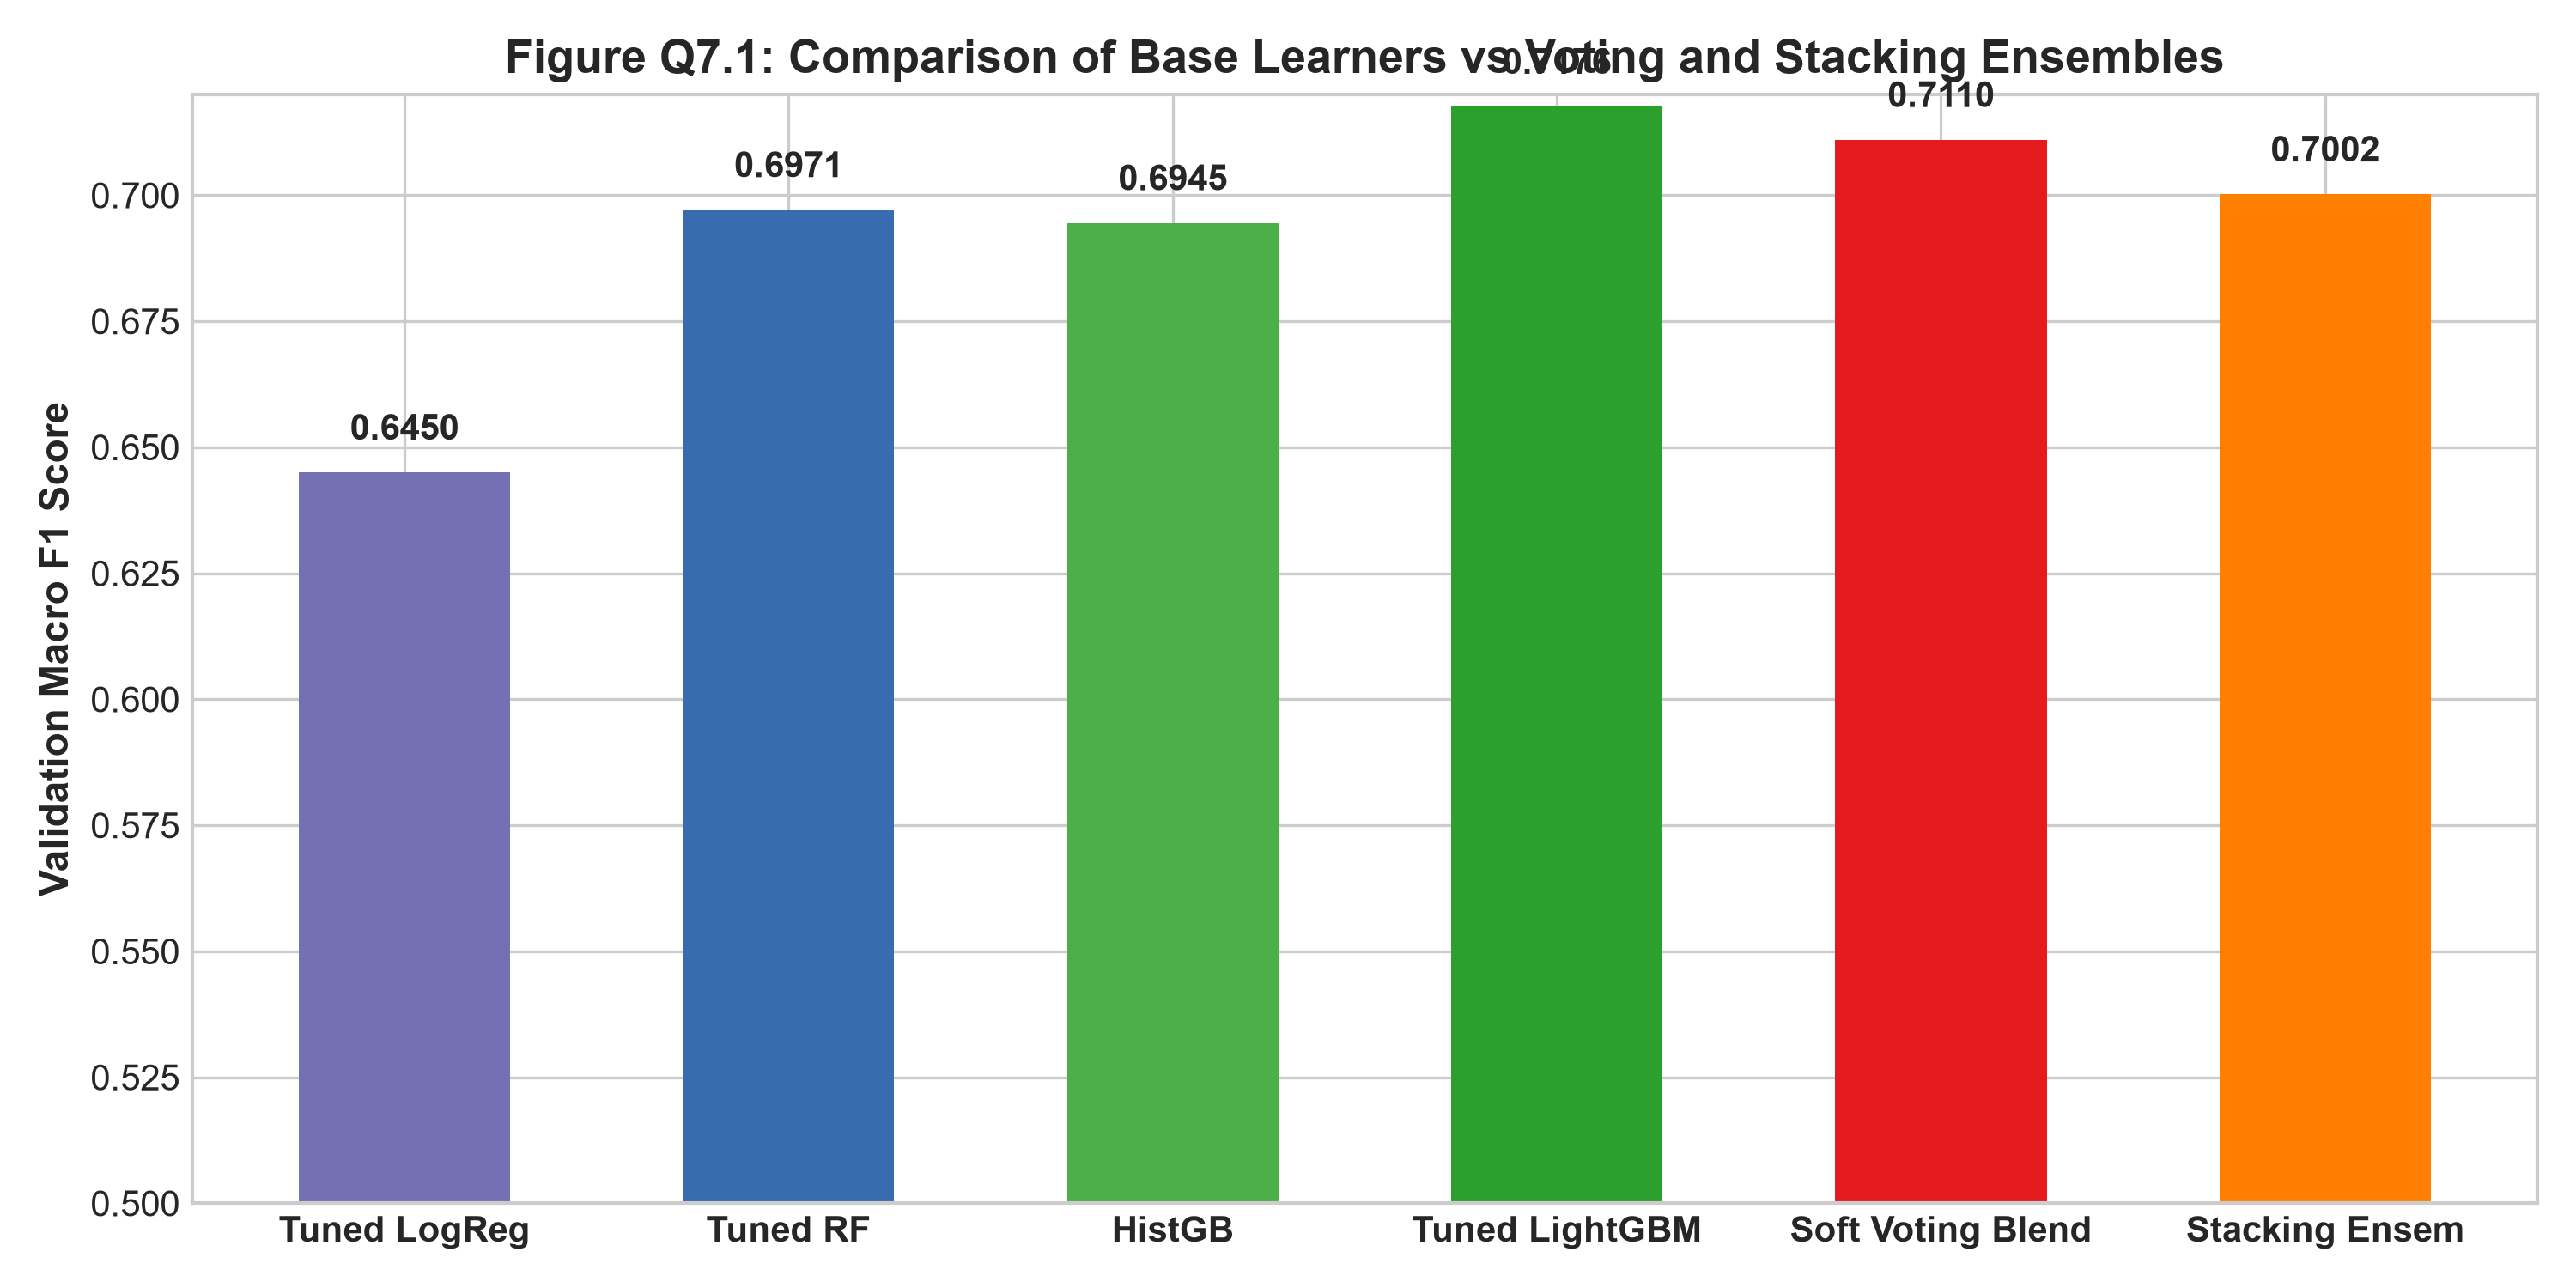 Figure Q7.1: Comparison of Base Learners vs Voting and Stacking Ensembles
0.7110
0.6971
0.6945
0.7002
0.6450
Validation Macro F1 Score
0.700
0.675
0.650
0.625
0.600
0.575
0.550
0.525
0.500
Tuned LogReg
Tuned RF
HistGB
Tuned LightGBM
Soft Voting Blend
Stacking Ensem